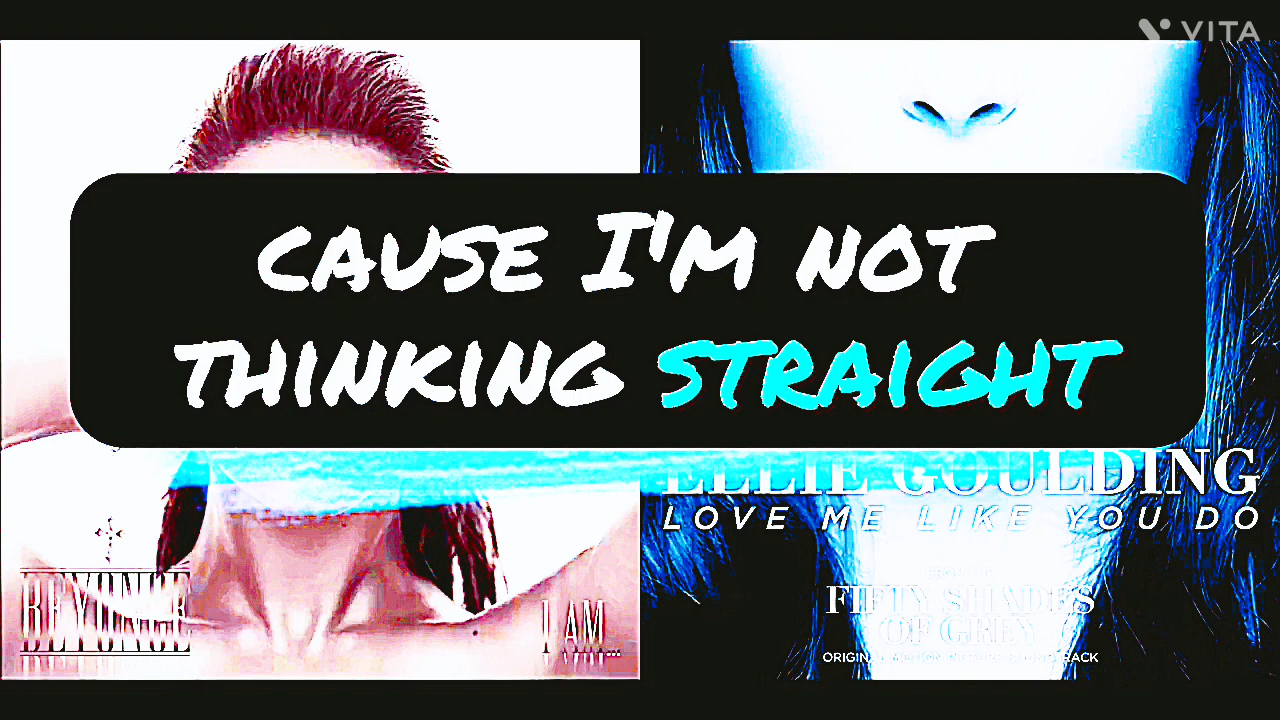 VITA
CAUSE I'M NOT
THINKING STRAIGHT
ELLIE GOULDING
LOVE ME LIKE YOU DO
BEYONCE
I AM...
FIFTY SHADES
OF GREY